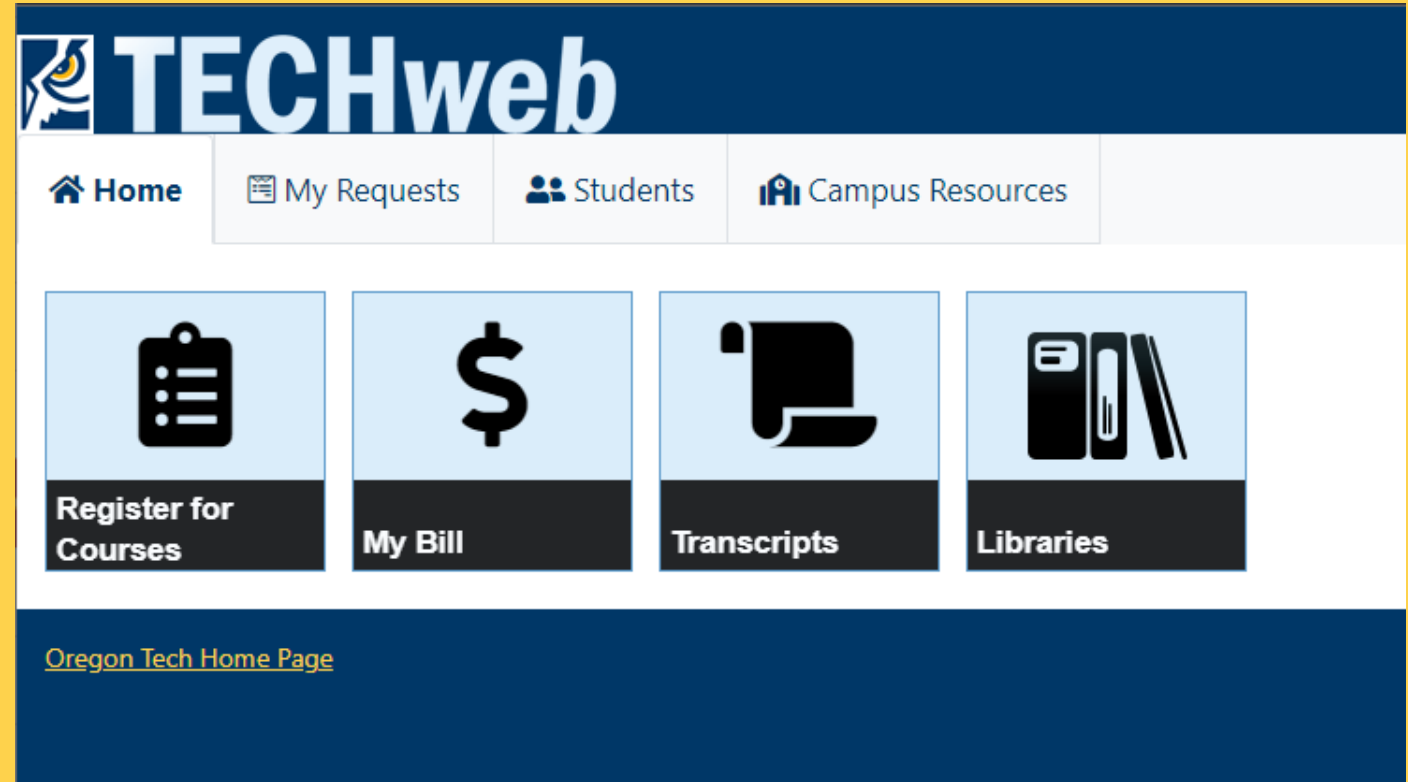 TECHweb
Home My Requests Students Campus Resources
Register for
Courses
My Bill
Transcripts
Libraries
Oregon Tech Home Page